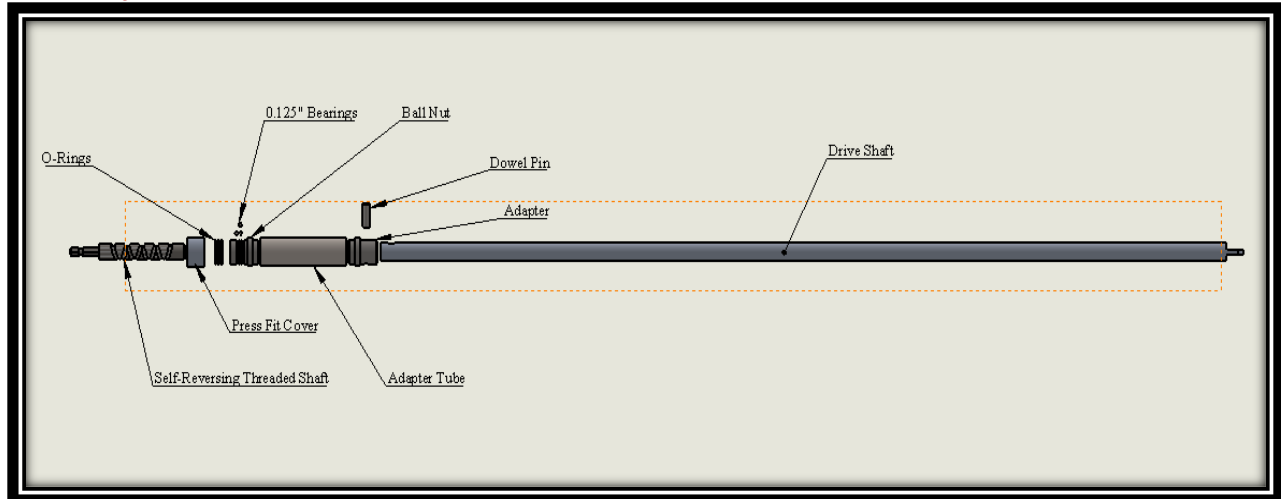 0.125" Bearings
Ball Nut
O-Rings
Dowel Pin
Drive Shaft
Adapter
Press Fit Cover
Self-Reversing Threaded Shaft
Adapter Tube